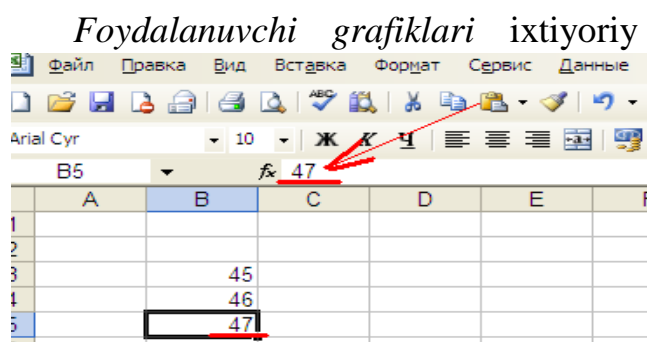 Foydalanuvchi grafiklari ixtiyoriy
Файл Правка Вид Вставка Формат Сервис Данные
ABC
Arial Cyr 10 Ж К Ч
B5 fx 47
A B C D E
1
2
3 45
4 46
5 47